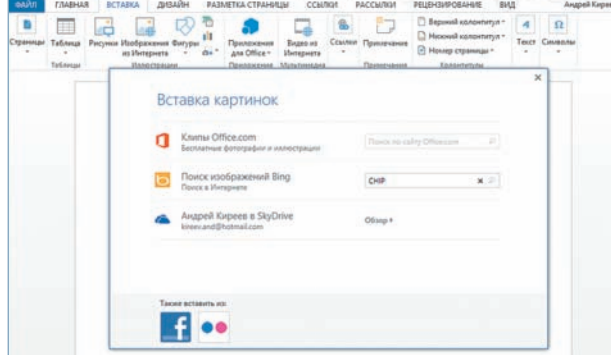 ФАЙЛ ГЛАВНАЯ ВСТАВКА ДИЗАЙН РАЗМЕТКА СТРАНИЦЫ ССЫЛКИ РАССЫЛКИ РЕЦЕНЗИРОВАНИЕ ВИД Андрей Кирее
Страницы Таблица Рисунки Изображения из Интернета Фигуры Приложения для Office Видео из Интернета Ссылки Примечание Верхний колонтитул Текст Символы
Нижний колонтитул
Номер страницы
Таблицы Иллюстрации Приложения Мультимедиа Примечания Колонтитулы
Вставка картинок
Клипы Office.com
Бесплатные фотографии и иллюстрации
Поиск по сайту Office.com
Поиск изображений Bing
Поиск в Интернете
CHIP
Андрей Киреев в SkyDrive
kireev.and@hotmail.com
Обзор
Также вставить из:
f